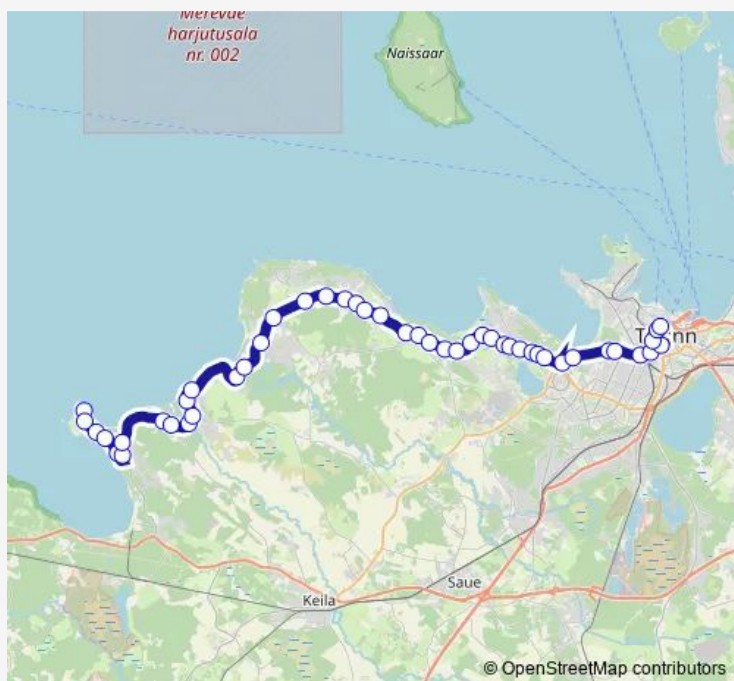 Merevae
harjutusala
nr. 002
Naissaar
Saue
Keila
© OpenStreetMap contributors